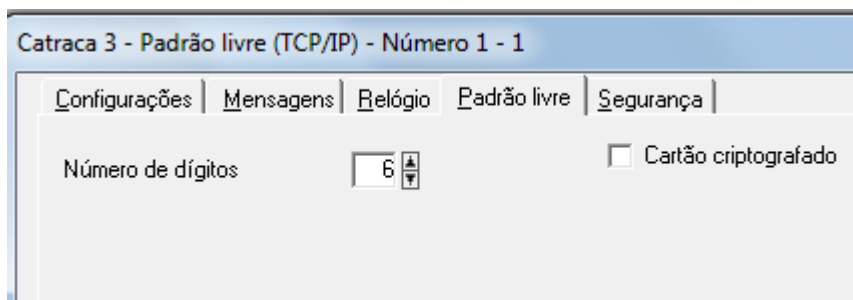 Catraca 3 - Padrão livre (TCP/IP) - Número 1 - 1
Configurações Mensagens Relógio Padrão livre Segurança
Número de dígitos 6 Cartão criptografado